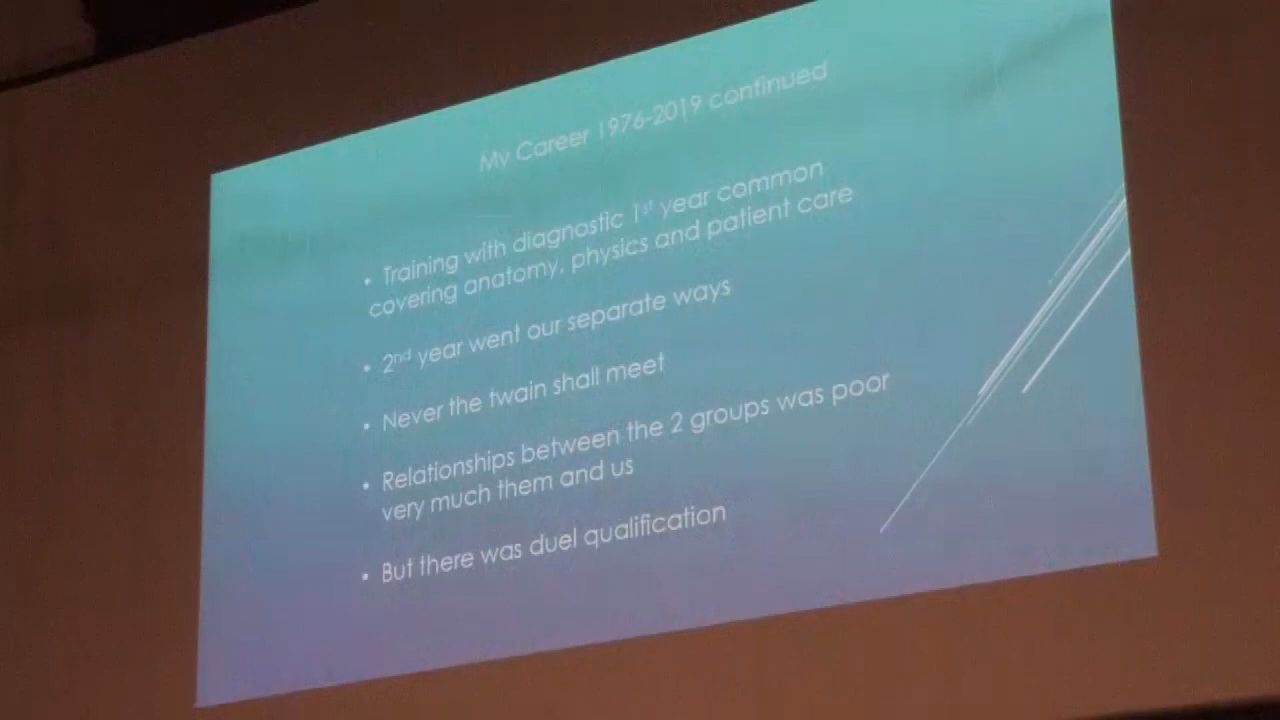 My Career 1976-2019 continued
• Training with diagnostic 1st year common
covering anatomy, physics and patient care
• 2nd year went our separate ways
• Never the twain shall meet
• Relationships between the 2 groups was poor
very much them and us
• But there was duel qualification